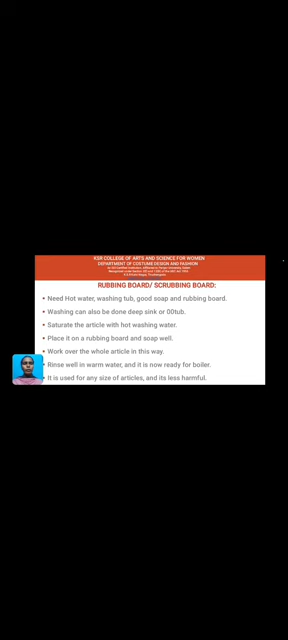 KSR COLLEGE OF ARTS AND SCIENCE FOR WOMEN
DEPARTMENT OF COSTUME DESIGN AND FASHION
RUBBING BOARD/ SCRUBBING BOARD:
• Need Hot water, washing tub, good soap and rubbing board.
• Washing can also be done deep sink or 00tub.
• Saturate the article with hot washing water.
• Place it on a rubbing board and soap well.
• Work over the whole article in this way.
• Rinse well in warm water, and it is now ready for boiler.
• It is used for any size of articles, and its less harmful.